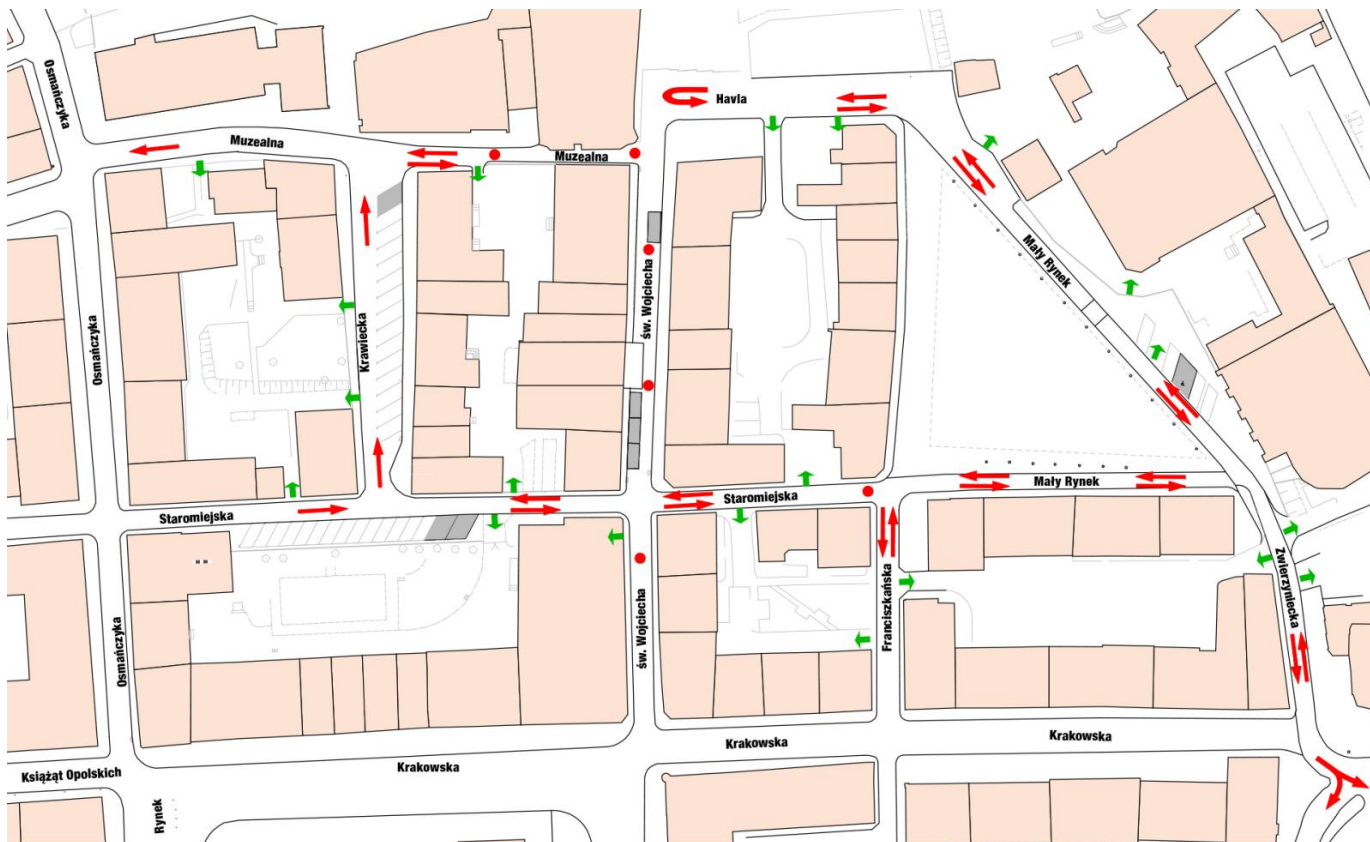 Osmańczyka
Havla
Muzealna
Muzealna
Mały Rynek
św. Wojciecha
Krawiecka
Osmańczyka
Mały Rynek
Staromiejska
Staromiejska
Zwierzyniecka
Franciszkańska
św. Wojciecha
Osmańczyka
Krakowska
Krakowska
Książąt Opolskich
Rynek